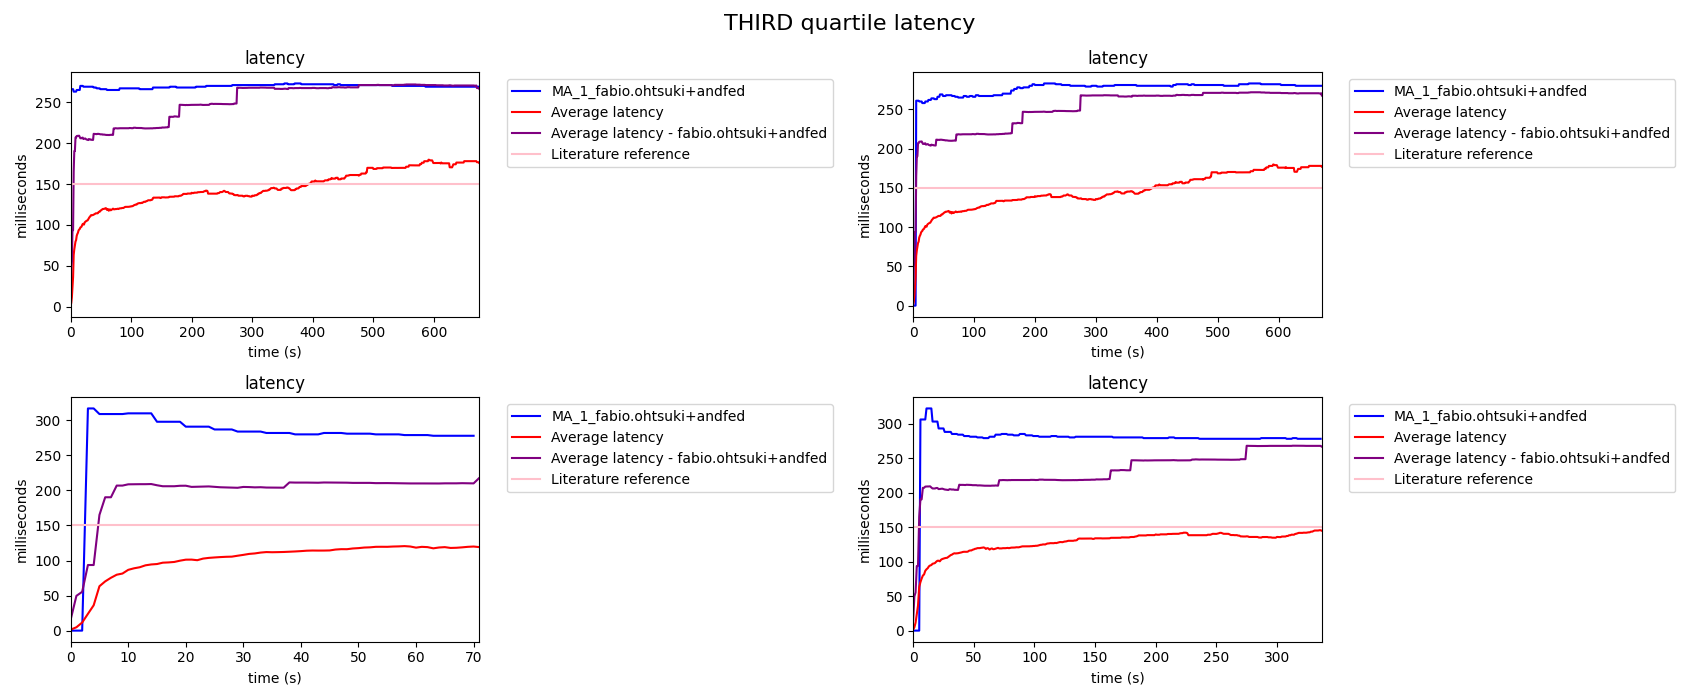 THIRD quartile latency
latency
milliseconds
250
200
150
100
50
0
0 100 200 300 400 500 600
time (s)
MA_1_fabio.ohtsuki+andfed
Average latency
Average latency - fabio.ohtsuki+andfed
Literature reference
latency
milliseconds
250
200
150
100
50
0
0 100 200 300 400 500 600
time (s)
MA_1_fabio.ohtsuki+andfed
Average latency
Average latency - fabio.ohtsuki+andfed
Literature reference
latency
milliseconds
300
250
200
150
100
50
0
0 10 20 30 40 50 60 70
time (s)
MA_1_fabio.ohtsuki+andfed
Average latency
Average latency - fabio.ohtsuki+andfed
Literature reference
latency
milliseconds
300
250
200
150
100
50
0
0 50 100 150 200 250 300
time (s)
MA_1_fabio.ohtsuki+andfed
Average latency
Average latency - fabio.ohtsuki+andfed
Literature reference